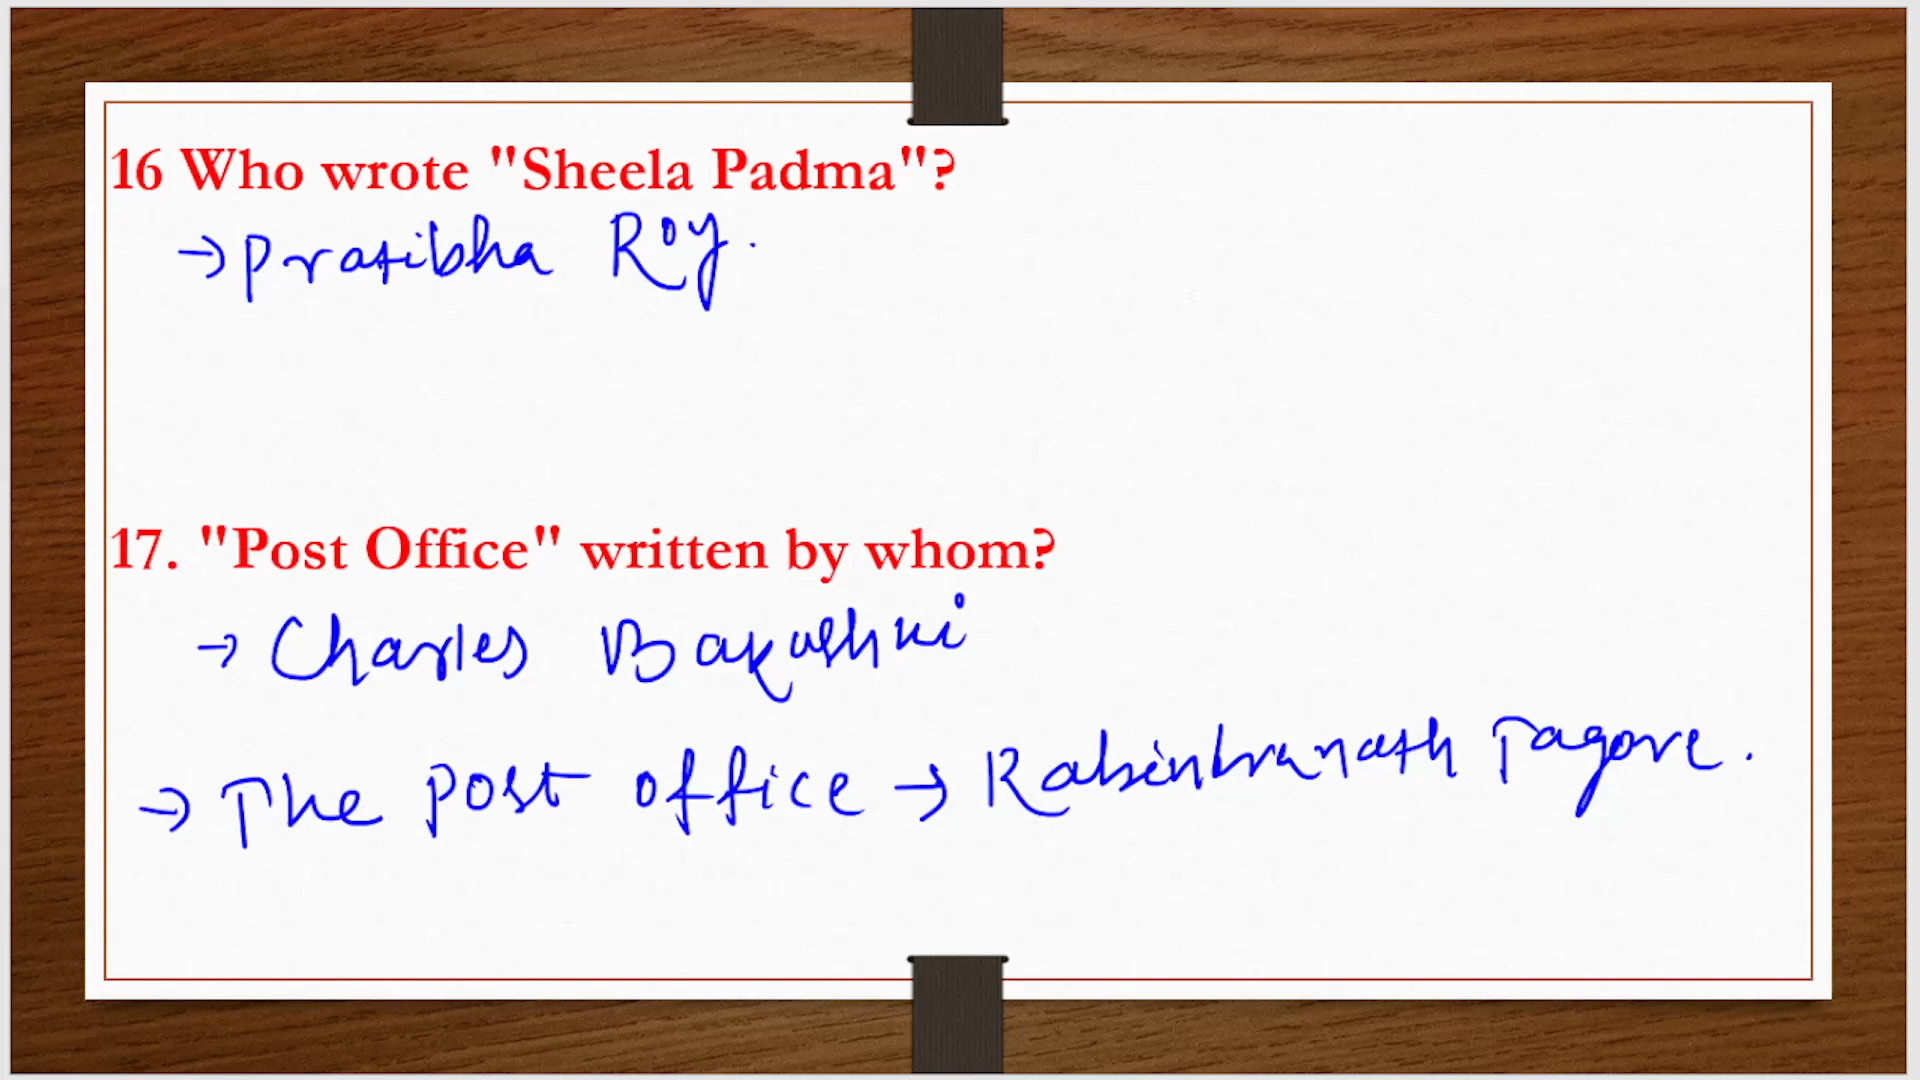 16 Who wrote "Sheela Padma"?
→ Pratibha Roy.
17. "Post Office" written by whom?
→ Charles
→ The post office → Rabindranath Tagore.